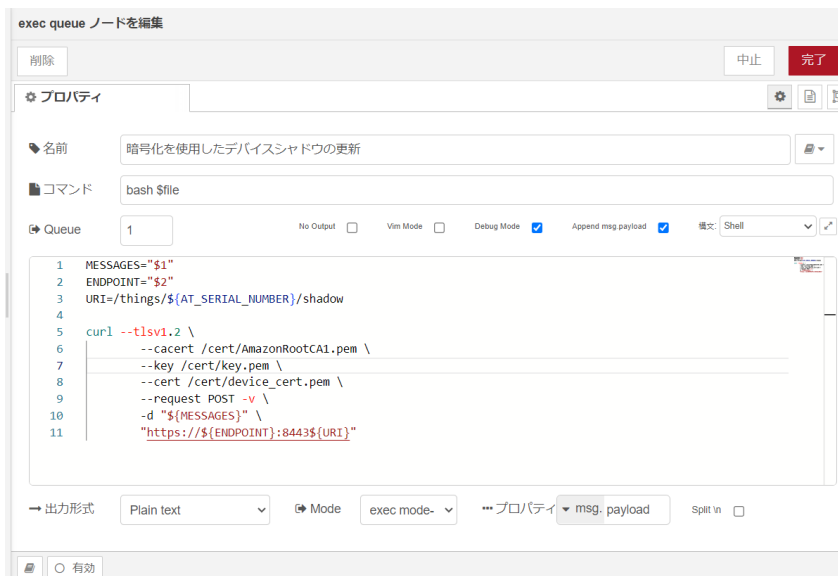 exec queue ノードを編集
削除 中止 完了
プロパティ
名前 暗号化を使用したデバイスシャドウの更新
コマンド bash $file
Queue 1 No Output Vim Mode Debug Mode Append msg.payload 構文: Shell
1 MESSAGES="$1"
2 ENDPOINT="$2"
3 URI=/things/${AT_SERIAL_NUMBER}/shadow
4
5 curl --tlsv1.2 \
6 --cacert /cert/AmazonRootCA1.pem \
7 --key /cert/key.pem \
8 --cert /cert/device_cert.pem \
9 --request POST -v \
10 -d "${MESSAGES}" \
11 "https://${ENDPOINT}:8443${URI}"
出力形式 Plain text Mode exec mode- プロパティ msg. payload Split \n
有効